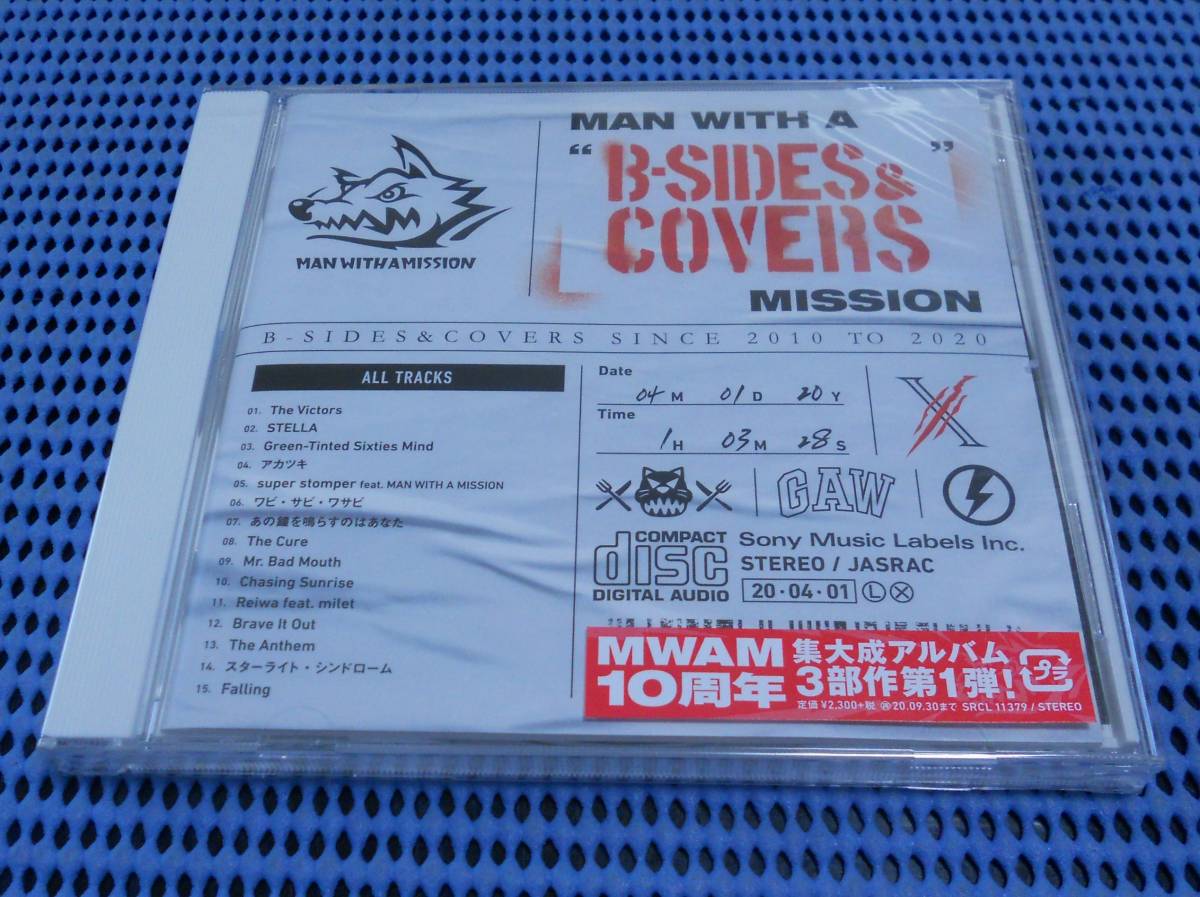 MAN WITH A MISSION
MAN WITH A
“B-SIDES&
COVERS”
MISSION
B-SIDES&COVERS SINCE 2010 TO 2020
ALL TRACKS
01. The Victors
02. STELLA
03. Green-Tinted Sixties Mind
04. アカツキ
05. super stomper feat. MAN WITH A MISSION
06. ワビ・サビ・ワサビ
07. あの鐘を鳴らすのはあなた
08. The Cure
09. Mr. Bad Mouth
10. Chasing Sunrise
11. Reiwa feat. milet
12. Brave It Out
13. The Anthem
14. スターライト・シンドローム
15. Falling
Date
04 M 01 D 20 Y
Time
1 H 03 M 28 S
X
GAW
COMPACT
disc
DIGITAL AUDIO
Sony Music Labels Inc.
STEREO / JASRAC
20・04・01 Ⓛ Ⓧ
MWAM
10周年
集大成アルバム
3部作第1弾!
プラ
定価 ¥2,300+税 ㊝20.09.30まで SRCL 11379 / STEREO